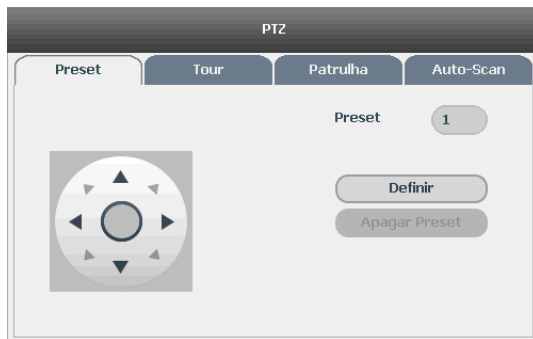 PTZ
Preset Tour Patrulha Auto-Scan
Preset 1
Definir
Apagar Preset